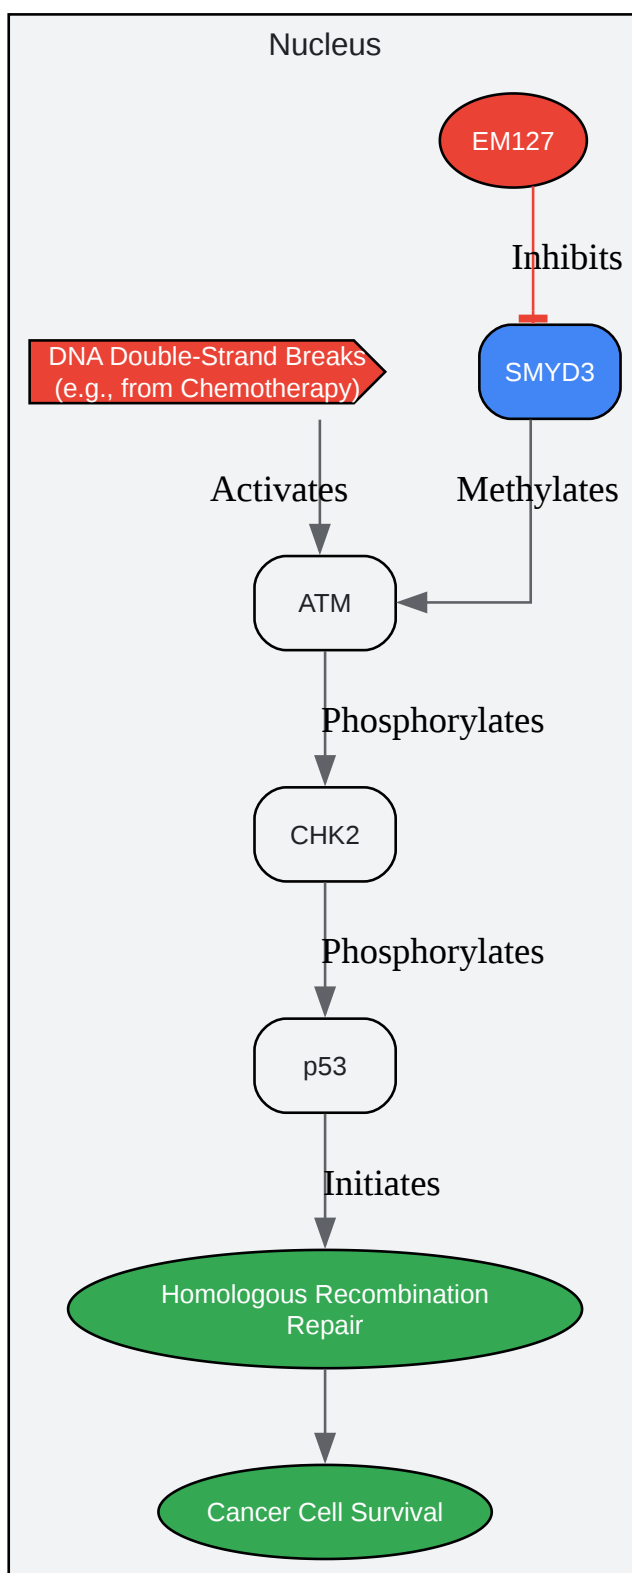 Nucleus
EM127
Inhibits
DNA Double-Strand Breaks
(e.g., from Chemotherapy)
SMYD3
Activates
Methylates
ATM
Phosphorylates
CHK2
Phosphorylates
p53
Initiates
Homologous Recombination
Repair
Cancer Cell Survival